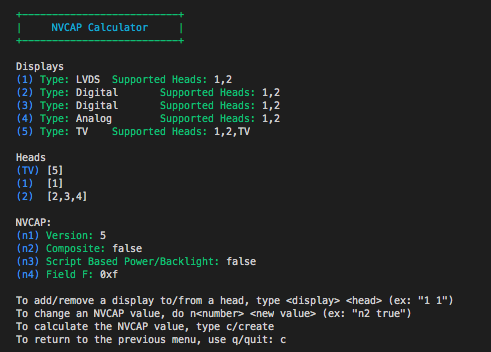 +--------------------------+
|     NVCAP Calculator     |
+--------------------------+
Displays
(1) Type: LVDS  Supported Heads: 1,2
(2) Type: Digital       Supported Heads: 1,2
(3) Type: Digital       Supported Heads: 1,2
(4) Type: Analog        Supported Heads: 1,2
(5) Type: TV    Supported Heads: 1,2,TV
Heads
(TV) [5]
(1)  [1]
(2)  [2,3,4]
NVCAP:
(n1) Version: 5
(n2) Composite: false
(n3) Script Based Power/Backlight: false
(n4) Field F: 0xf
To add/remove a display to/from a head, type <display> <head> (ex: "1 1")
To change an NVCAP value, do n<number> <new value> (ex: "n2 true")
To calculate the NVCAP value, type c/create
To return to the previous menu, use q/quit: c